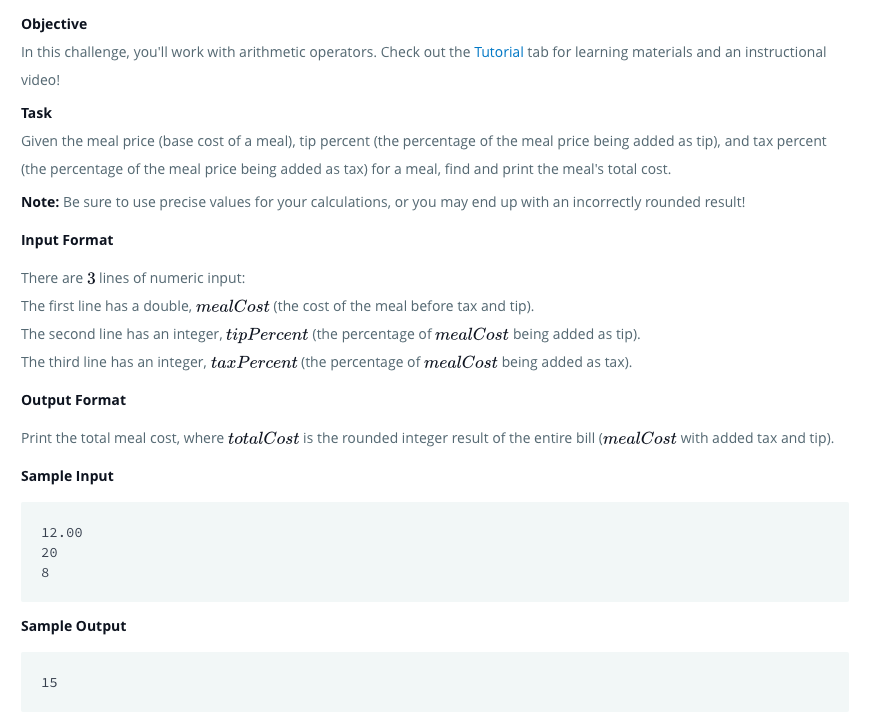 Objective
In this challenge, you'll work with arithmetic operators. Check out the Tutorial tab for learning materials and an instructional
video!
Task
Given the meal price (base cost of a meal), tip percent (the percentage of the meal price being added as tip), and tax percent
(the percentage of the meal price being added as tax) for a meal, find and print the meal's total cost.
Note: Be sure to use precise values for your calculations, or you may end up with an incorrectly rounded result!
Input Format
There are 3 lines of numeric input:
The first line has a double, mealCost (the cost of the meal before tax and tip).
The second line has an integer, tipPercent (the percentage of mealCost being added as tip).
The third line has an integer, taxPercent (the percentage of mealCost being added as tax).
Output Format
Print the total meal cost, where totalCost is the rounded integer result of the entire bill (mealCost with added tax and tip).
Sample Input
12.00
20
8
Sample Output
15